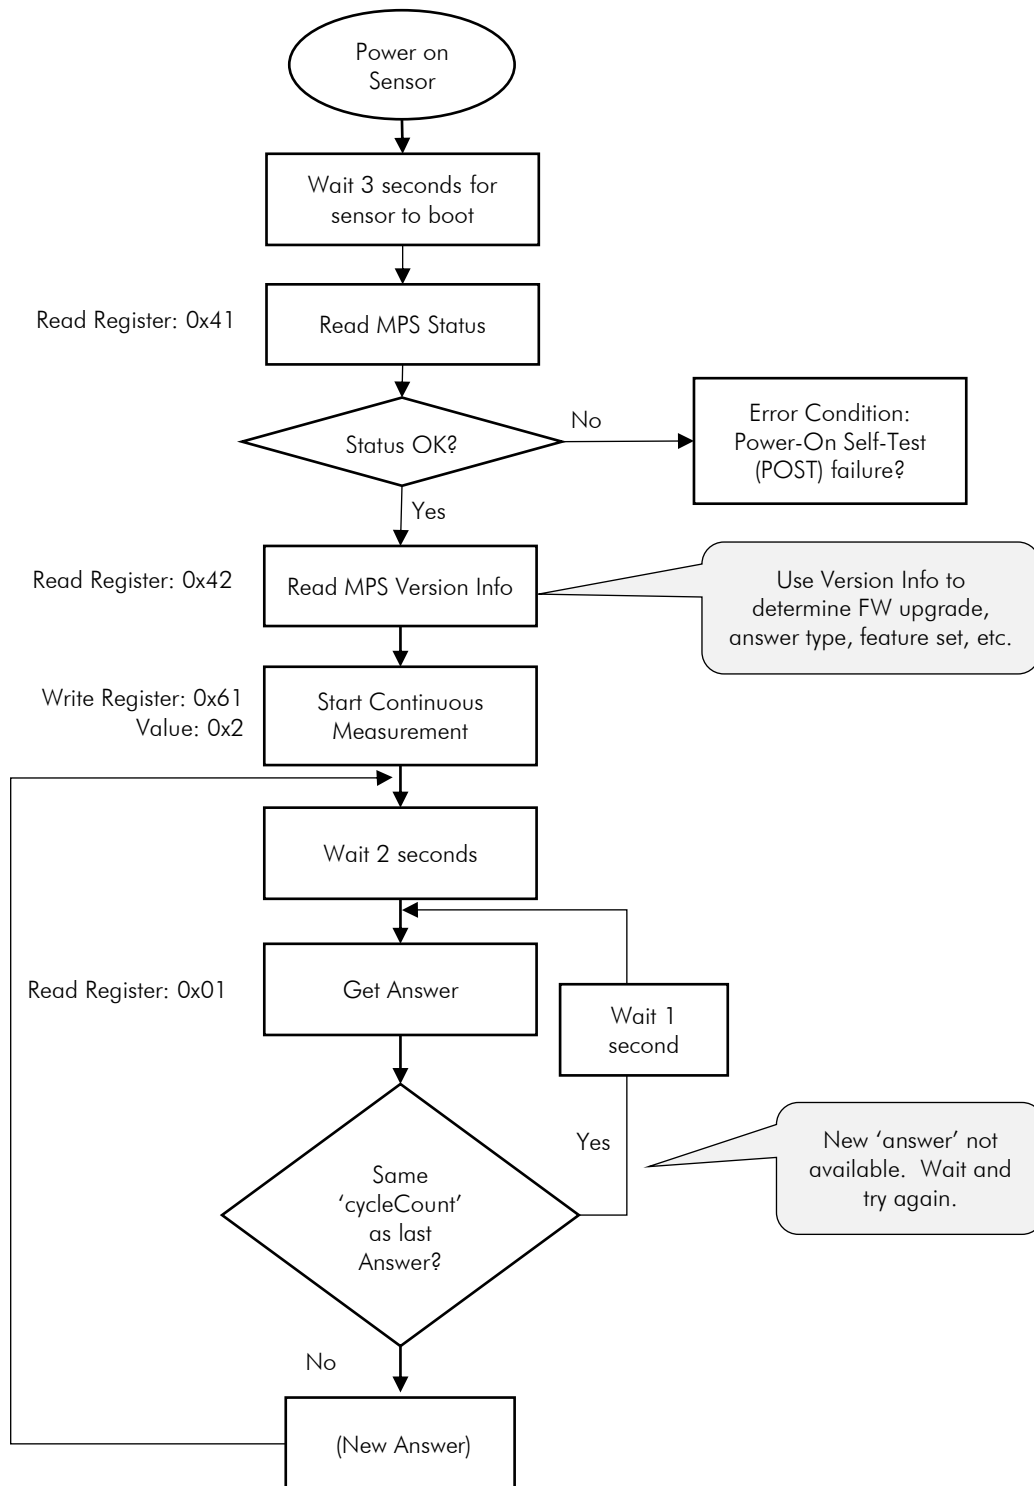 Power on
Sensor
Wait 3 seconds for
sensor to boot
Read Register: 0x41
Read MPS Status
Status OK?
No
Error Condition:
Power-On Self-Test
(POST) failure?
Yes
Read Register: 0x42
Read MPS Version Info
Use Version Info to
determine FW upgrade,
answer type, feature set, etc.
Write Register: 0x61
Value: 0x2
Start Continuous
Measurement
Wait 2 seconds
Read Register: 0x01
Get Answer
Wait 1
second
Yes
New ‘answer’ not
available.  Wait and
try again.
Same
‘cycleCount’
as last
Answer?
No
(New Answer)